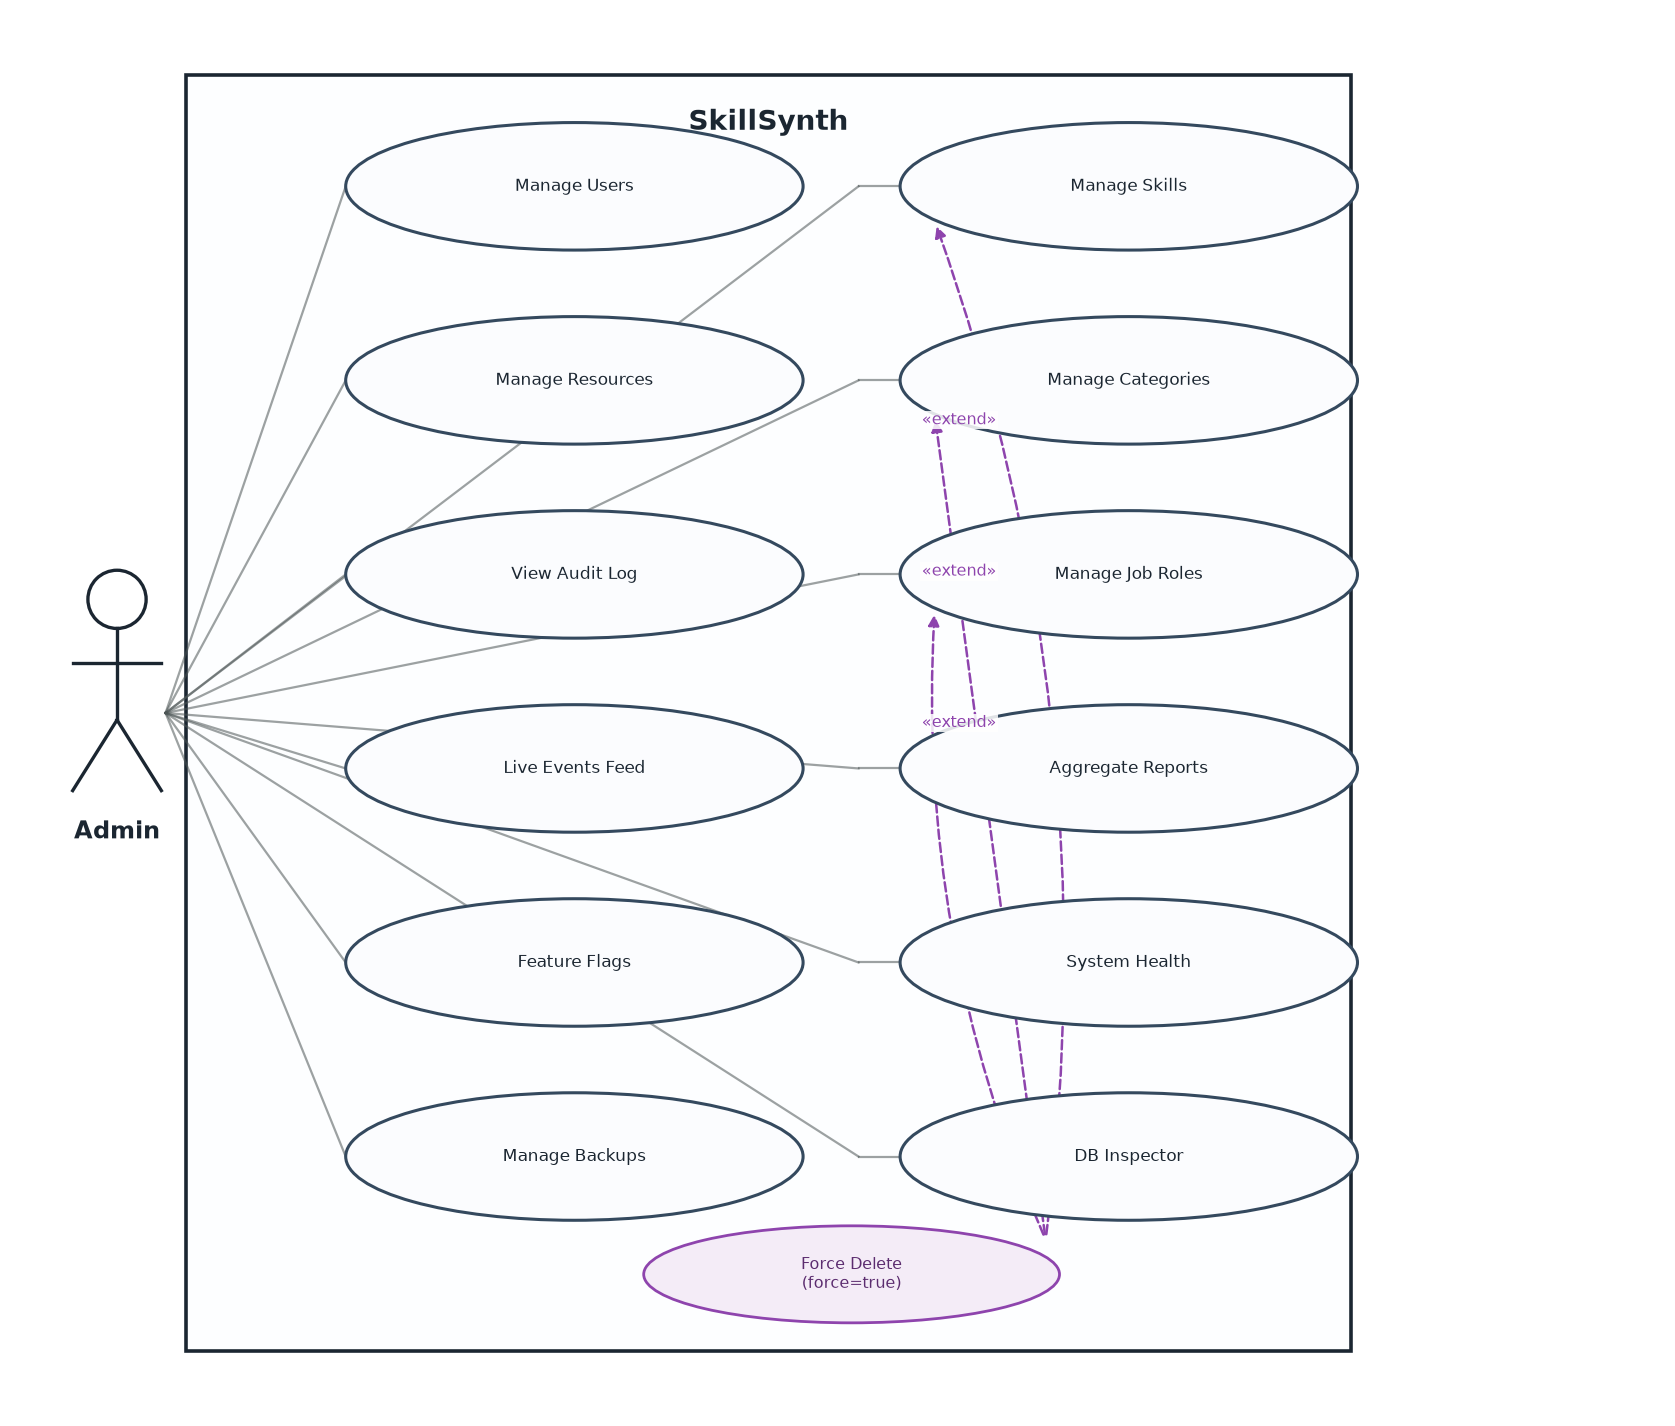 SkillSynth
Manage Users
Manage Skills
Manage Resources
Manage Categories
«extend»
View Audit Log
«extend»
Manage Job Roles
«extend»
Live Events Feed
Aggregate Reports
Admin
Feature Flags
System Health
Manage Backups
DB Inspector
Force Delete
(force=true)